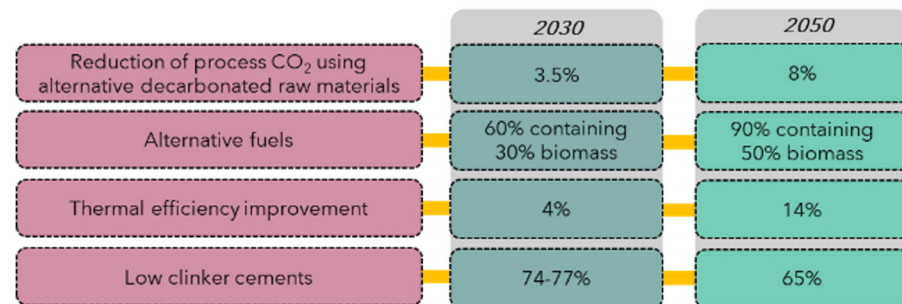 2030
2050
Reduction of process CO₂ using
alternative decarbonated raw materials
3.5%
8%
Alternative fuels
60% containing
30% biomass
90% containing
50% biomass
Thermal efficiency improvement
4%
14%
Low clinker cements
74-77%
65%